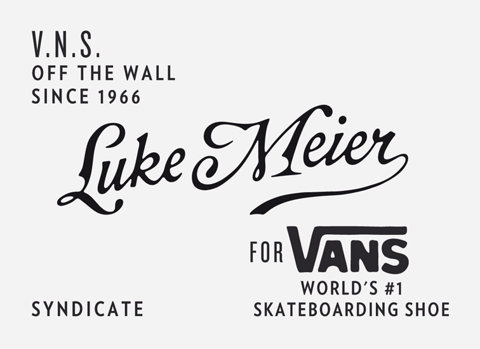 V.N.S.
OFF THE WALL
SINCE 1966
Luke Meier
FOR VANS
WORLD'S #1
SKATEBOARDING SHOE
SYNDICATE